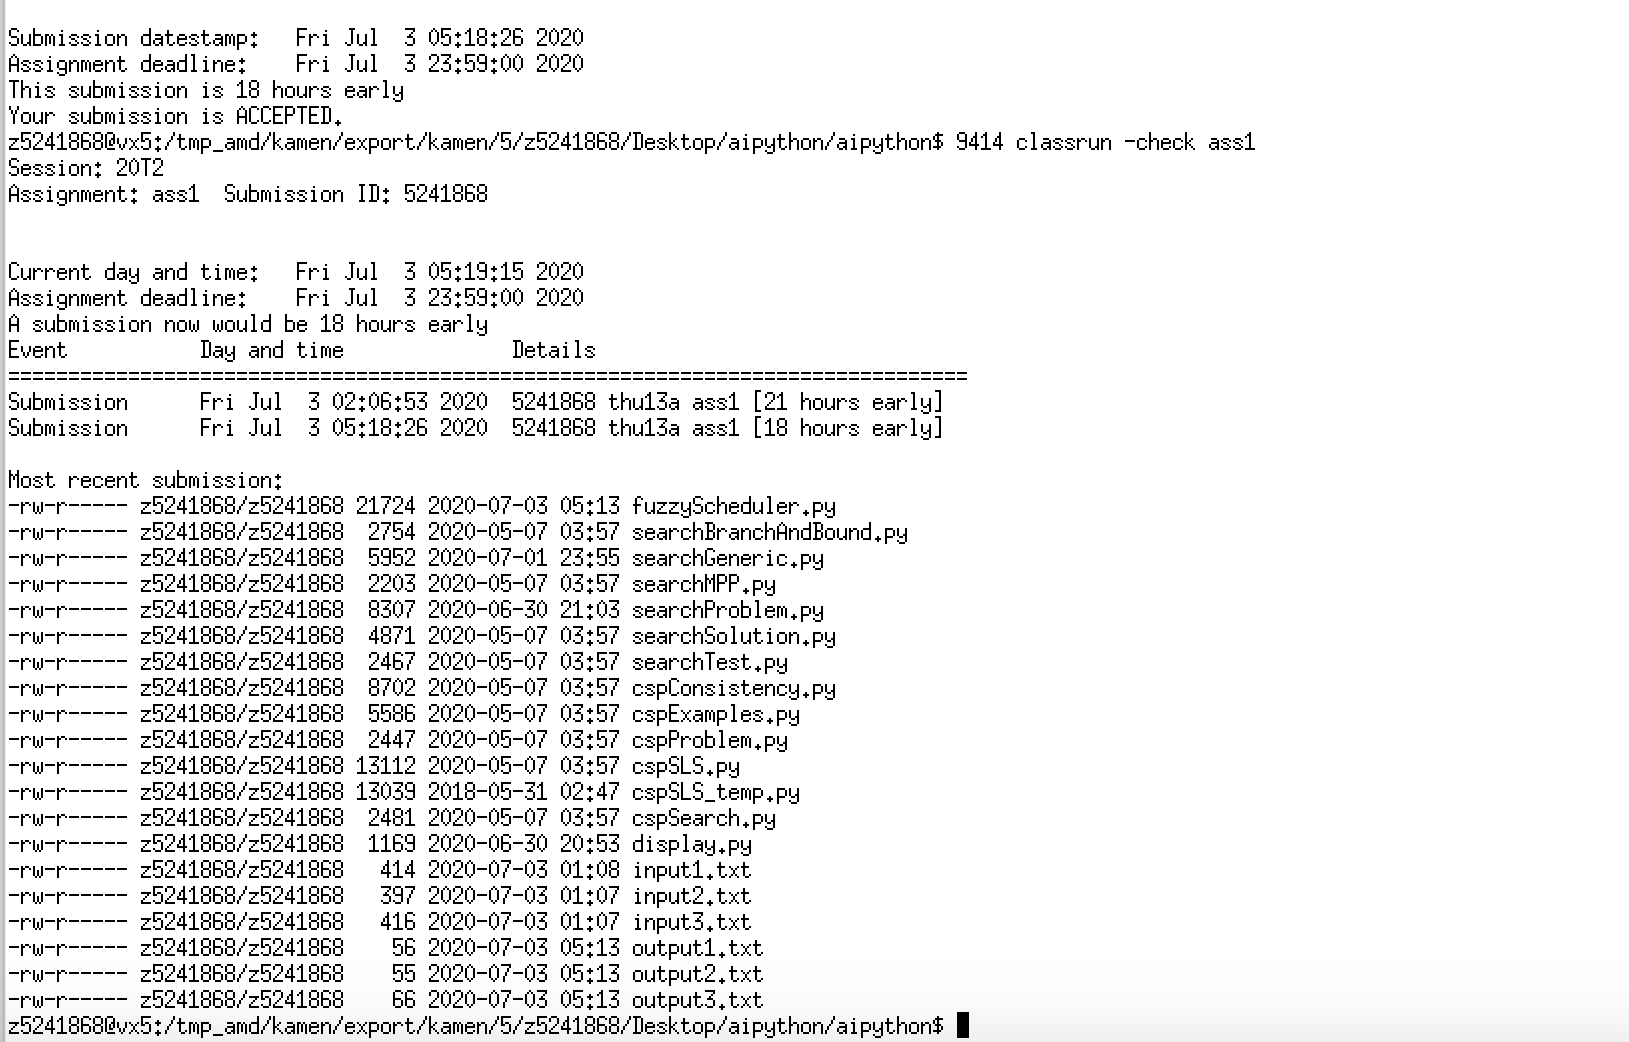 Submission datestamp:   Fri Jul  3 05:18:26 2020
Assignment deadline:    Fri Jul  3 23:59:00 2020
This submission is 18 hours early
Your submission is ACCEPTED.
z5241868@vx5:/tmp_amd/kamen/export/kamen/5/z5241868/Desktop/aipython/aipython$ 9414 classrun -check ass1
Session: 20T2
Assignment: ass1  Submission ID: 5241868
Current day and time:   Fri Jul  3 05:19:15 2020
Assignment deadline:    Fri Jul  3 23:59:00 2020
A submission now would be 18 hours early
Event           Day and time              Details
================================================================================
Submission      Fri Jul  3 02:06:53 2020  5241868 thu13a ass1 [21 hours early]
Submission      Fri Jul  3 05:18:26 2020  5241868 thu13a ass1 [18 hours early]
Most recent submission:
-rw-r----- z5241868/z5241868 21724 2020-07-03 05:13 fuzzyScheduler.py
-rw-r----- z5241868/z5241868  2754 2020-05-07 03:57 searchBranchAndBound.py
-rw-r----- z5241868/z5241868  5952 2020-07-01 23:55 searchGeneric.py
-rw-r----- z5241868/z5241868  2203 2020-05-07 03:57 searchMPP.py
-rw-r----- z5241868/z5241868  8307 2020-06-30 21:03 searchProblem.py
-rw-r----- z5241868/z5241868  4871 2020-05-07 03:57 searchSolution.py
-rw-r----- z5241868/z5241868  2467 2020-05-07 03:57 searchTest.py
-rw-r----- z5241868/z5241868  8702 2020-05-07 03:57 cspConsistency.py
-rw-r----- z5241868/z5241868  5586 2020-05-07 03:57 cspExamples.py
-rw-r----- z5241868/z5241868  2447 2020-05-07 03:57 cspProblem.py
-rw-r----- z5241868/z5241868 13112 2020-05-07 03:57 cspSLS.py
-rw-r----- z5241868/z5241868 13039 2018-05-31 02:47 cspSLS_temp.py
-rw-r----- z5241868/z5241868  2481 2020-05-07 03:57 cspSearch.py
-rw-r----- z5241868/z5241868  1169 2020-06-30 20:53 display.py
-rw-r----- z5241868/z5241868   414 2020-07-03 01:08 input1.txt
-rw-r----- z5241868/z5241868   397 2020-07-03 01:07 input2.txt
-rw-r----- z5241868/z5241868   416 2020-07-03 01:07 input3.txt
-rw-r----- z5241868/z5241868    56 2020-07-03 05:13 output1.txt
-rw-r----- z5241868/z5241868    55 2020-07-03 05:13 output2.txt
-rw-r----- z5241868/z5241868    66 2020-07-03 05:13 output3.txt
z5241868@vx5:/tmp_amd/kamen/export/kamen/5/z5241868/Desktop/aipython/aipython$